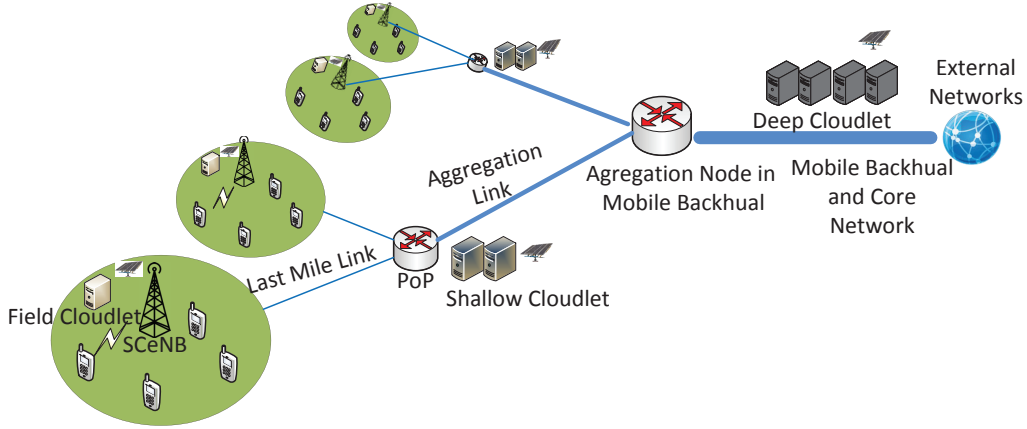 External
Networks
Deep Cloudlet
Aggregation
Link
Agregation Node in
Mobile Backhual
Mobile Backhual
and Core
Network
Last Mile Link
PoP
Shallow Cloudlet
Field Cloudlet
SCeNB